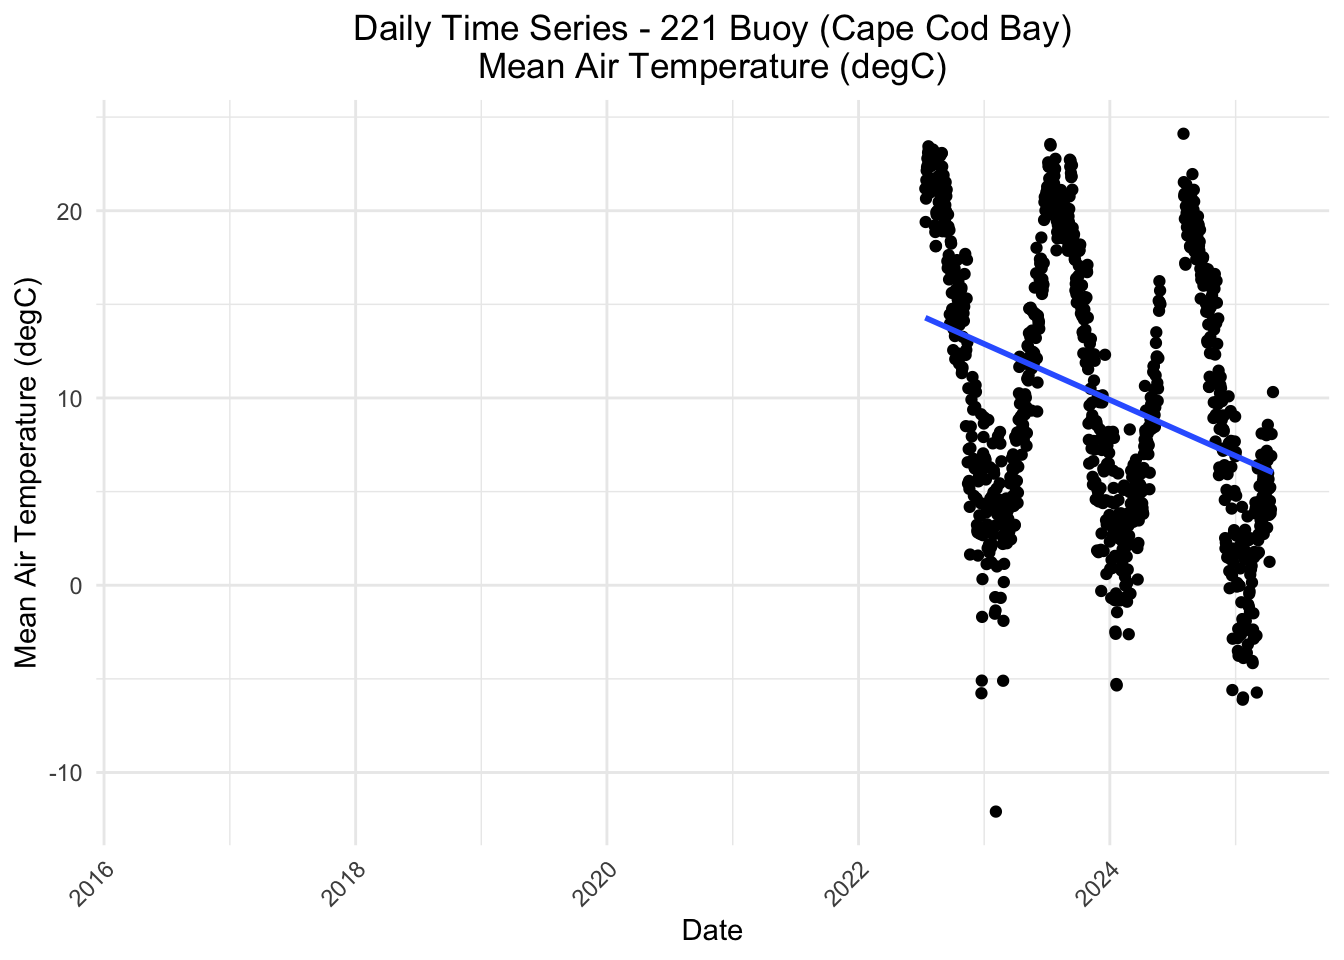 Daily Time Series - 221 Buoy (Cape Cod Bay)
Mean Air Temperature (degC)
Mean Air Temperature (degC)
20
10
0
-10
2016
2018
2020
2022
2024
Date